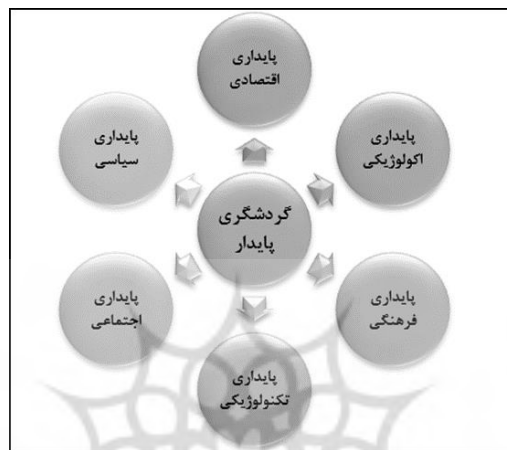 پایداری
اقتصادی
پایداری
سیاسی
پایداری
اکولوژیکی
گردشگری
پایدار
پایداری
اجتماعی
پایداری
فرهنگی
پایداری
تکنولوژیکی